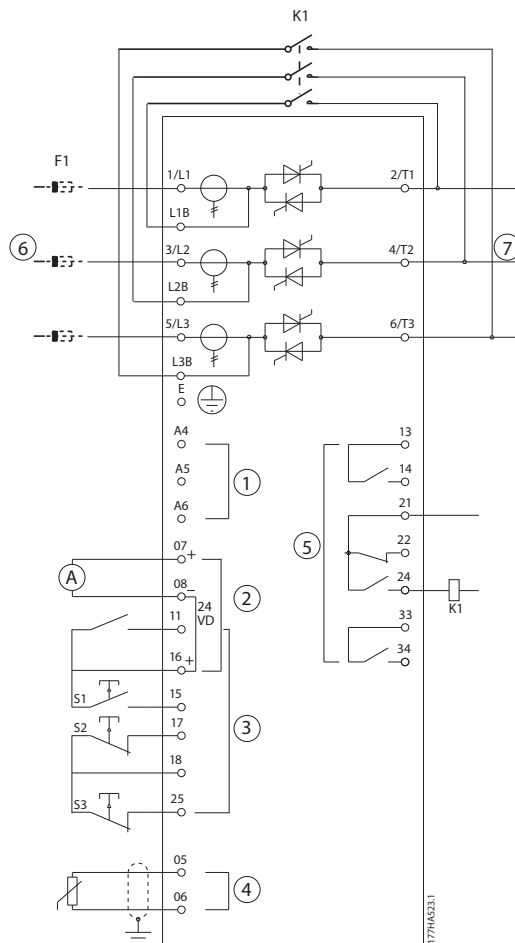 K1
F1
1/L1
2/T1
L1B
6
3/L2
4/T2
7
L2B
5/L3
6/T3
L3B
E
A4
13
A5
1
14
A6
21
5
22
07 +
A
2
24
08 −
24
VD
K1
11
33
16 +
34
S1
15
3
S2
17
18
S3
25
05
4
06
177HA523.1